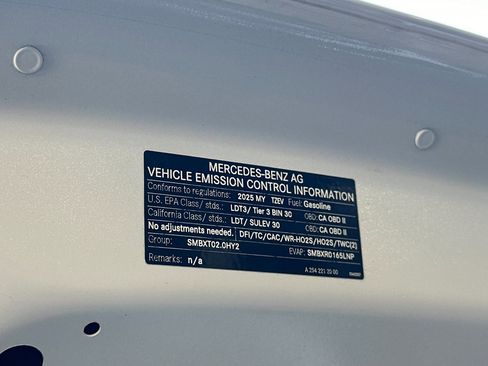 MERCEDES-BENZ AG
VEHICLE EMISSION CONTROL INFORMATION
Conforms to regulations: 2025 MY TZEV Fuel: Gasoline
U.S. EPA Class/ stds.: LDT3/ Tier 3 BIN 30 OBD: CA OBD II
California Class/ stds.: LDT/ SULEV 30 OBD: CA OBD II
No adjustments needed. DFI/TC/CAC/WR-HO2S/HO2S/TWC(2)
Group: SMBXT02.0HY2 EVAP: SMBXR0165LNP
Remarks: n/a A 254 221 20 00